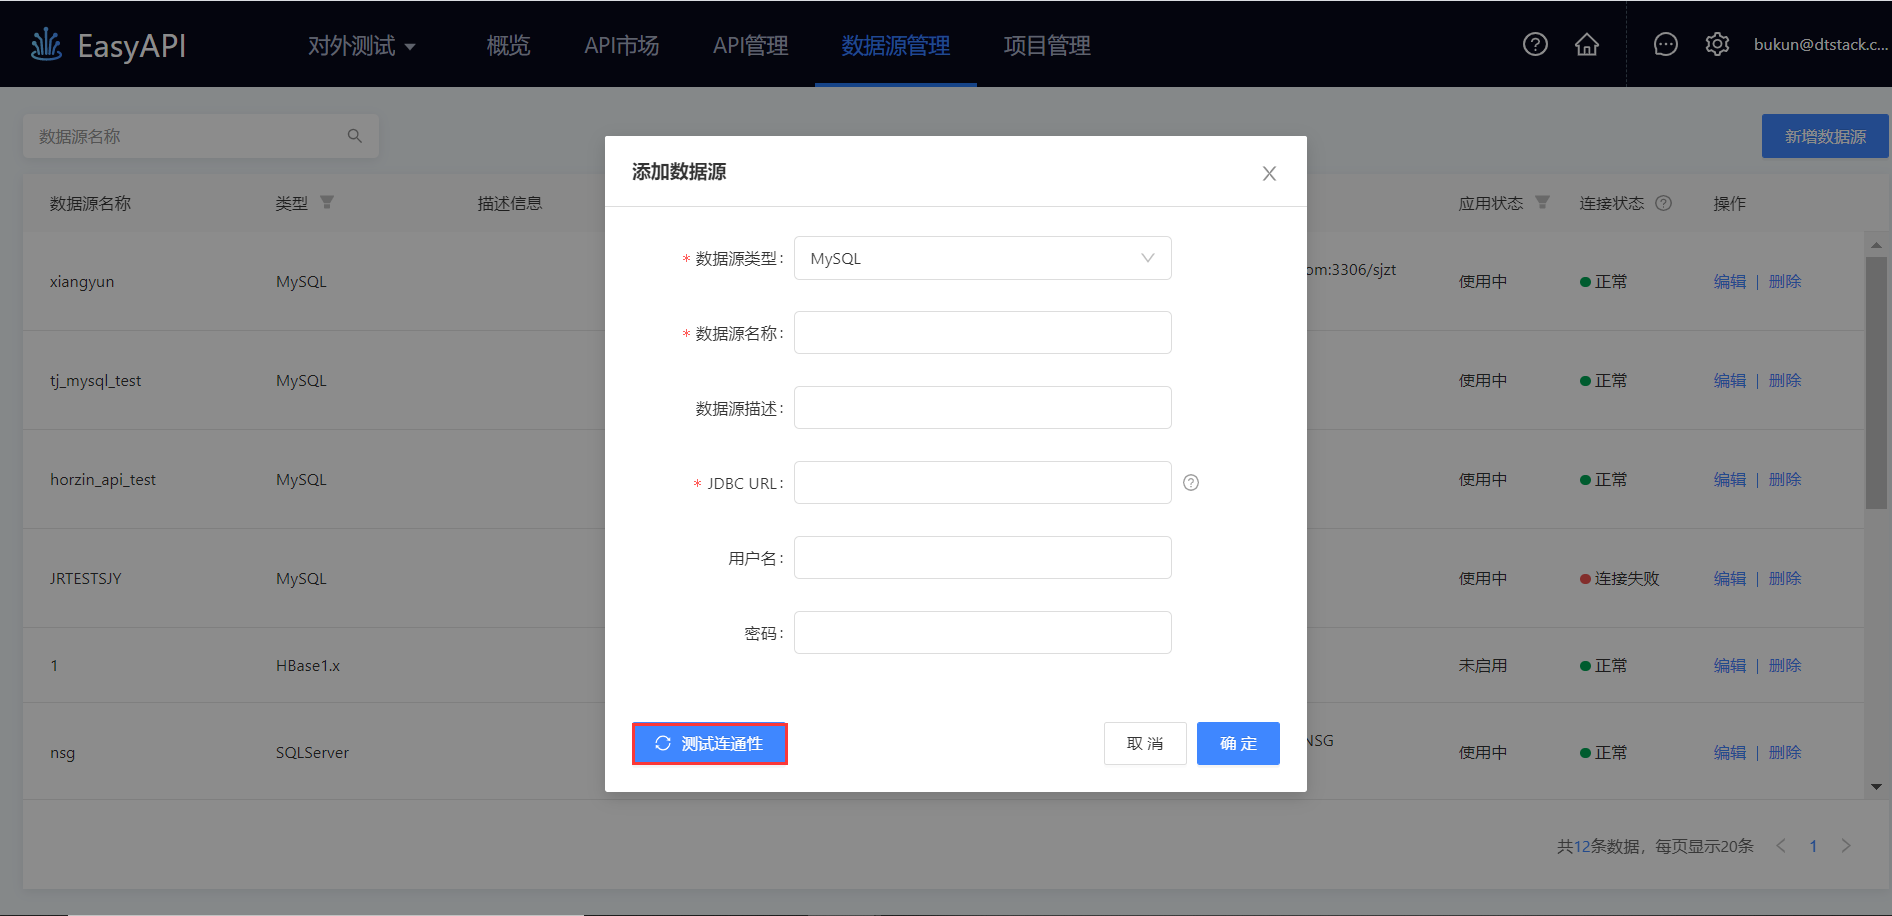 EasyAPI 对外测试 概览 API市场 API管理 数据源管理 项目管理 bukun@dtstack.c...
数据源名称
新增数据源
数据源名称 类型 描述信息 应用状态 连接状态 操作
xiangyun MySQL om:3306/sjzt 使用中 正常 编辑 | 删除
tj_mysql_test MySQL 使用中 正常 编辑 | 删除
horzin_api_test MySQL 使用中 正常 编辑 | 删除
JRTESTSJY MySQL 使用中 连接失败 编辑 | 删除
1 HBase1.x 未启用 正常 编辑 | 删除
nsg SQLServer NSG 使用中 正常 编辑 | 删除
共12条数据，每页显示20条 < 1 >
添加数据源
* 数据源类型： MySQL
* 数据源名称：
数据源描述：
* JDBC URL：
用户名：
密码：
测试连通性 取 消 确 定